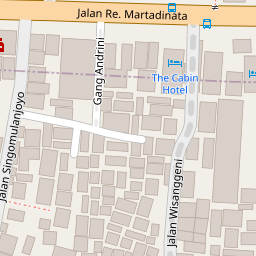 Jalan Re. Martadinata
Gang Andrini
The Cabin
Hotel
Jalan Singomulanjoyo
Jalan Wisanggeni